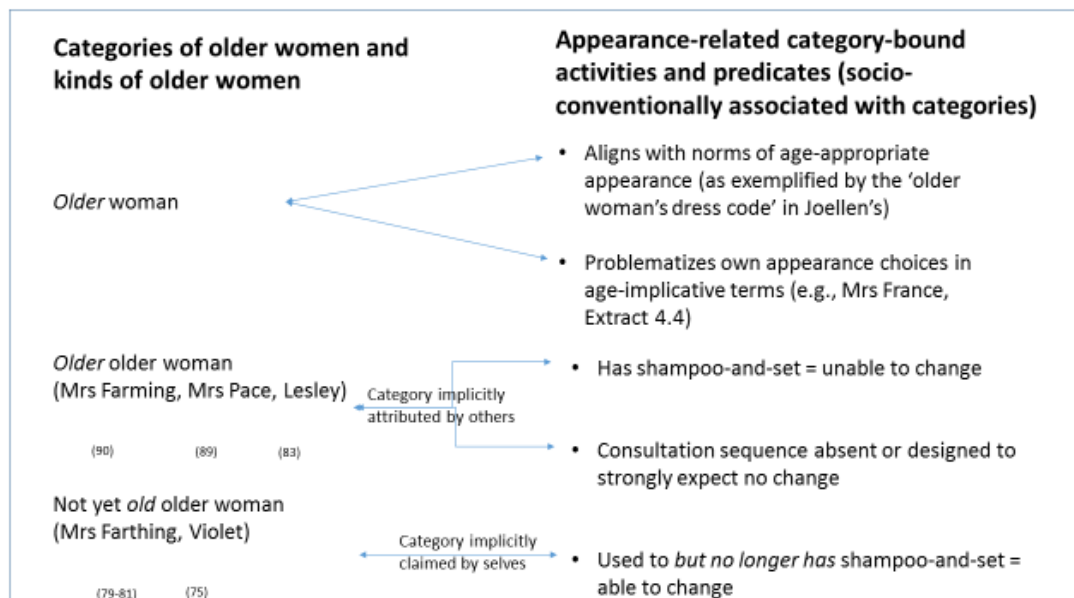 Categories of older women and
kinds of older women
Appearance-related category-bound
activities and predicates (socio-
conventionally associated with categories)
Older woman
• Aligns with norms of age-appropriate
appearance (as exemplified by the ‘older
woman’s dress code’ in Joellen’s)
• Problematizes own appearance choices in
age-implicative terms (e.g., Mrs France,
Extract 4.4)
Older older woman
(Mrs Farming, Mrs Pace, Lesley)
(90) (89) (83)
Category implicitly
attributed by others
• Has shampoo-and-set = unable to change
• Consultation sequence absent or designed to
strongly expect no change
Not yet old older woman
(Mrs Farthing, Violet)
(79-81) (75)
Category implicitly
claimed by selves
• Used to but no longer has shampoo-and-set =
able to change